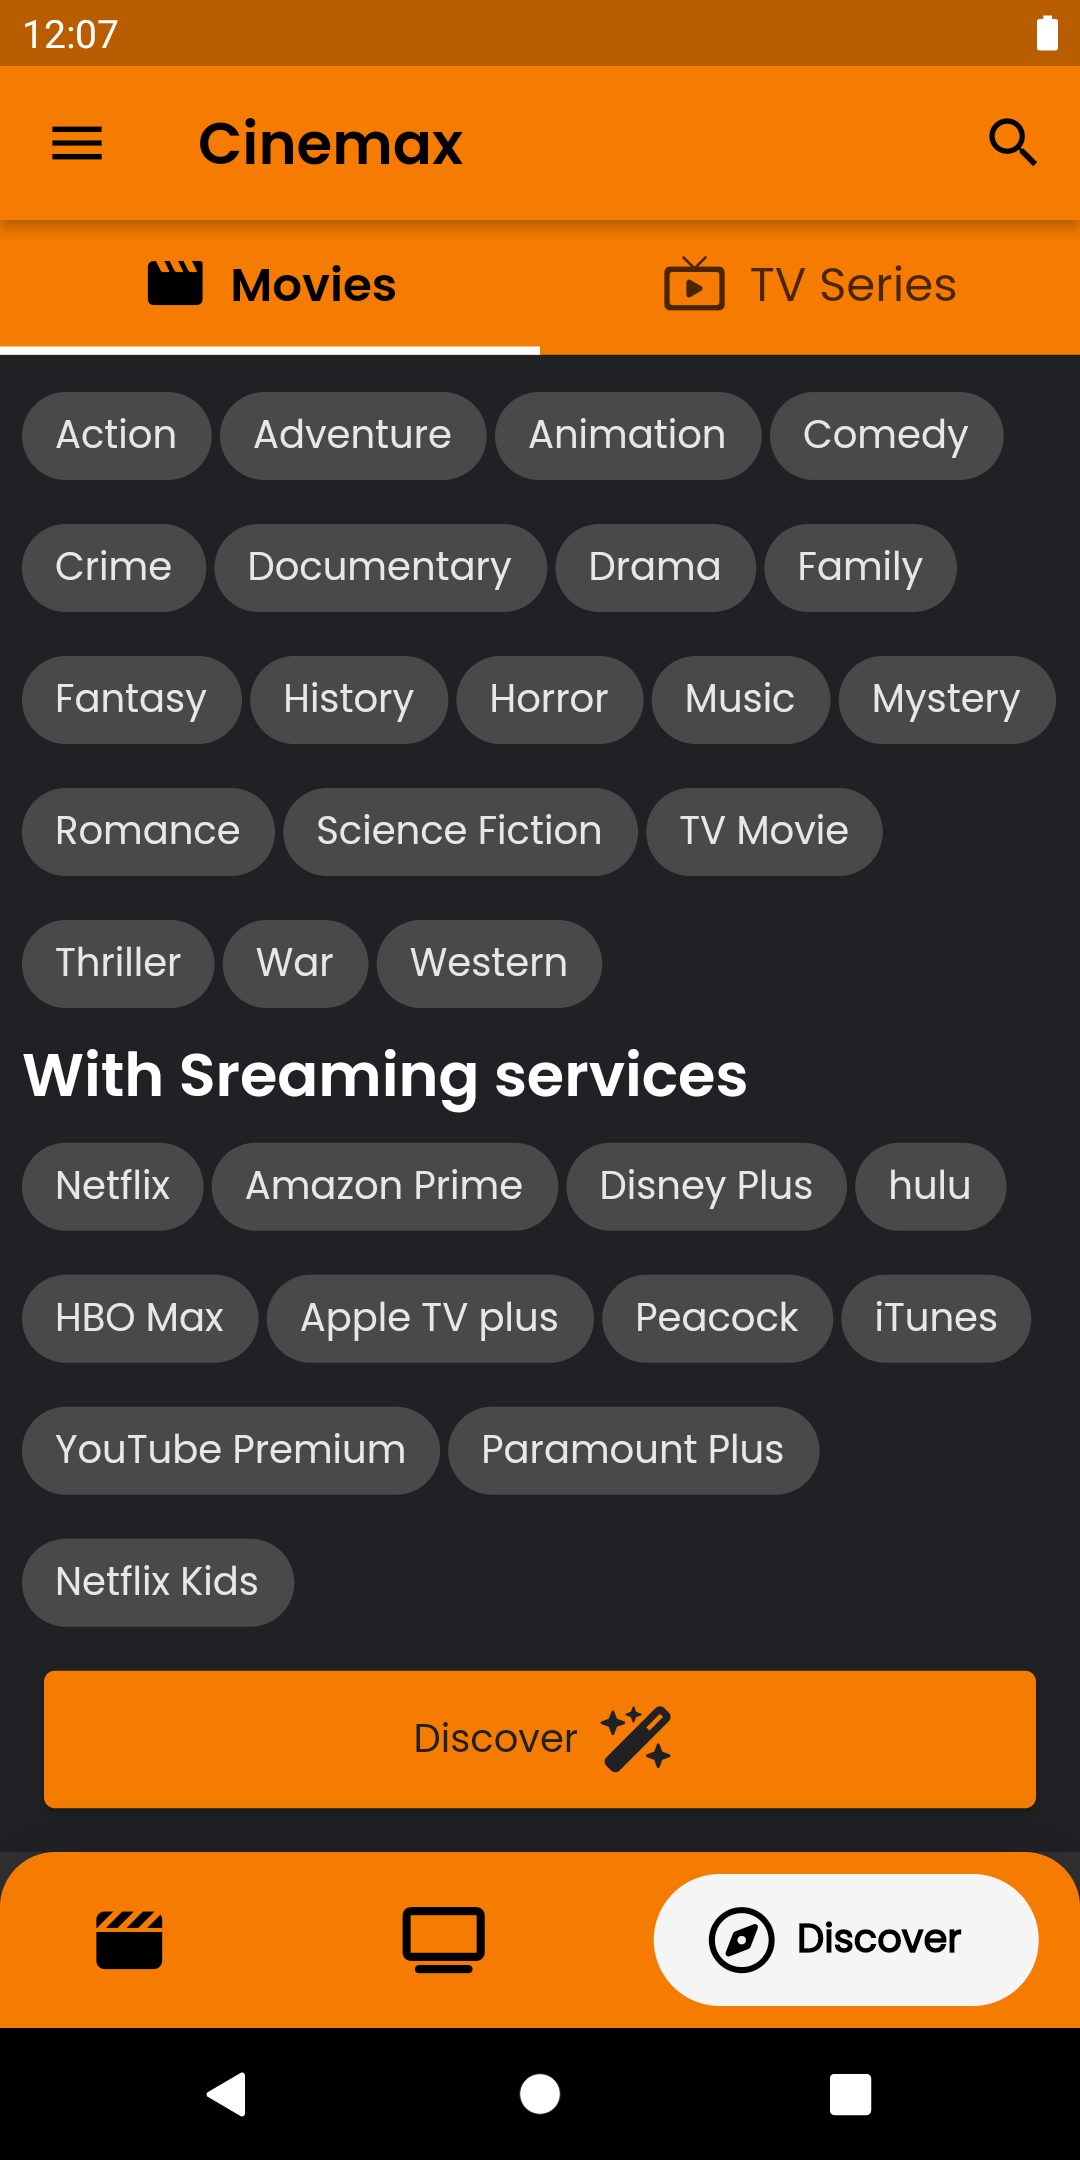 12:07
Cinemax
Movies TV Series
Action Adventure Animation Comedy
Crime Documentary Drama Family
Fantasy History Horror Music Mystery
Romance Science Fiction TV Movie
Thriller War Western
With Sreaming services
Netflix Amazon Prime Disney Plus hulu
HBO Max Apple TV plus Peacock iTunes
YouTube Premium Paramount Plus
Netflix Kids
Discover
Discover